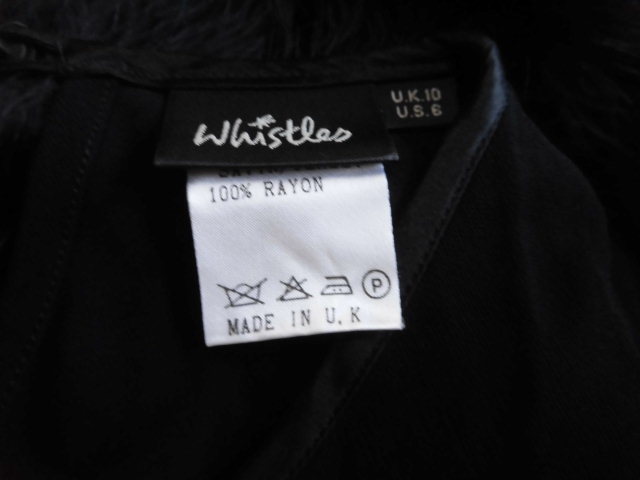 Whistles
U.K.10
U.S.6
100% RAYON
P
MADE IN U.K